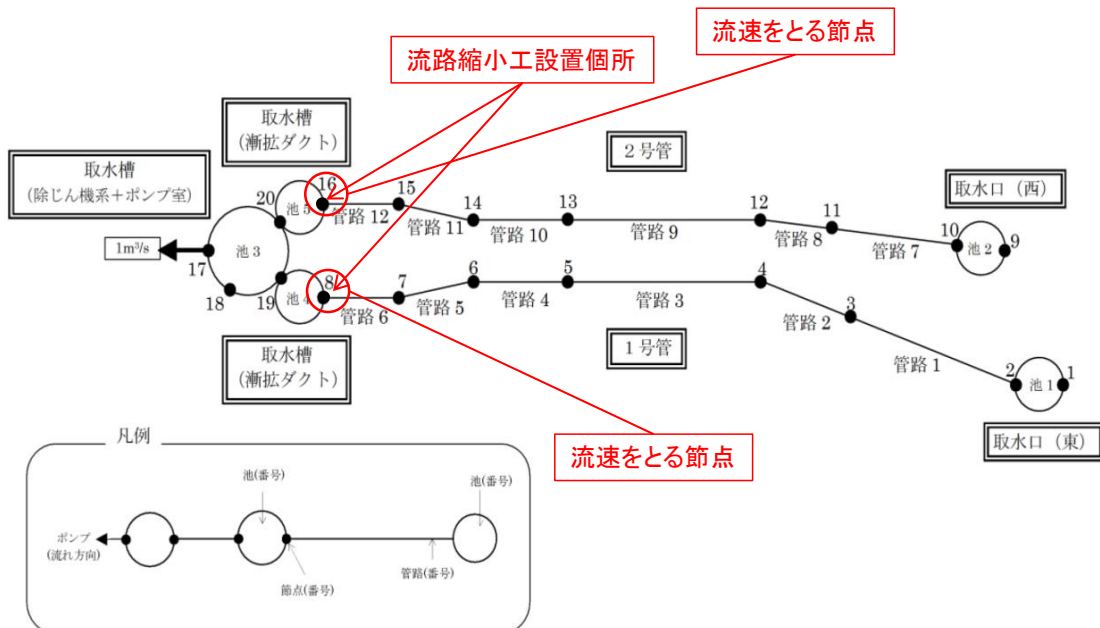 流速をとる節点
流路縮小工設置個所
取水槽
(漸拡ダクト)
2号管
取水槽
(除じん機系+ポンプ室)
取水口(西)
16
15
14
13
12
11
10
9
20
池5
管路 12
管路 11
管路 10
管路 9
管路 8
管路 7
池2
1m³/s
池3
17
18
19
池4
8
7
6
5
4
3
2
1
管路 6
管路 5
管路 4
管路 3
管路 2
管路 1
池1
取水槽
(漸拡ダクト)
1号管
取水口(東)
流速をとる節点
凡例
池(番号)
池(番号)
ポンプ
(流れ方向)
節点(番号)
管路(番号)